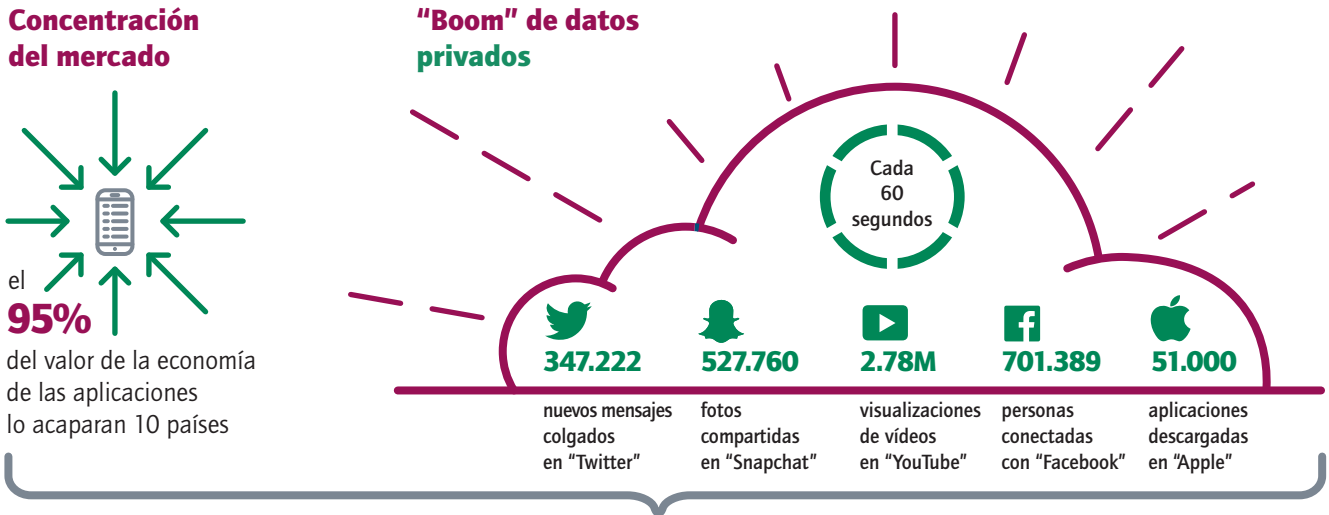 Concentración
del mercado
el
95%
del valor de la economía
de las aplicaciones
lo acaparan 10 países
“Boom” de datos
privados
Cada
60
segundos
347.222
nuevos mensajes
colgados
en “Twitter”
527.760
fotos
compartidas
en “Snapchat”
2.78M
visualizaciones
de vídeos
en “YouTube”
701.389
personas
conectadas
con “Facebook”
51.000
aplicaciones
descargadas
en “Apple”